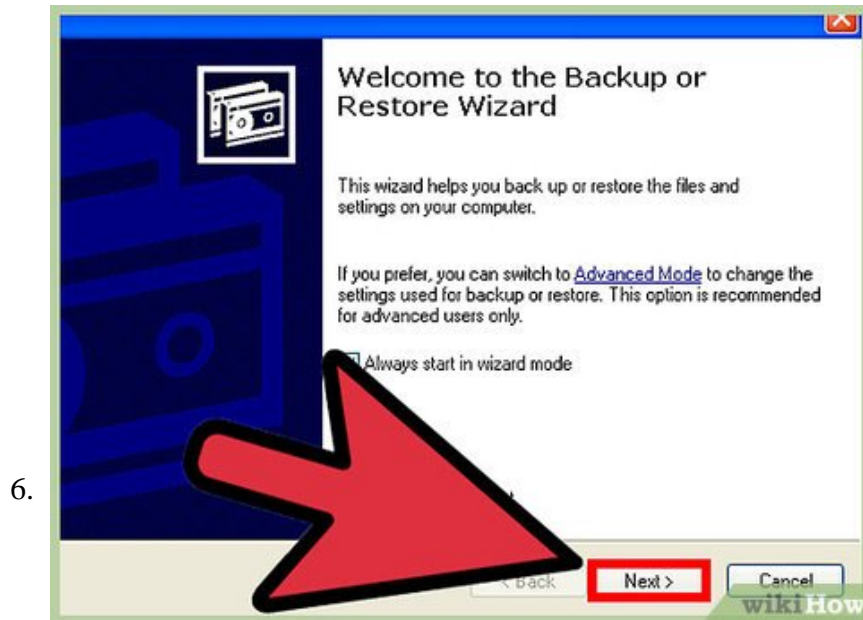 Welcome to the Backup or
Restore Wizard
This wizard helps you back up or restore the files and
settings on your computer.
If you prefer, you can switch to Advanced Mode to change the
settings used for backup or restore. This option is recommended
for advanced users only.
Always start in wizard mode
6.
< Back Next > Cancel
wikiHow